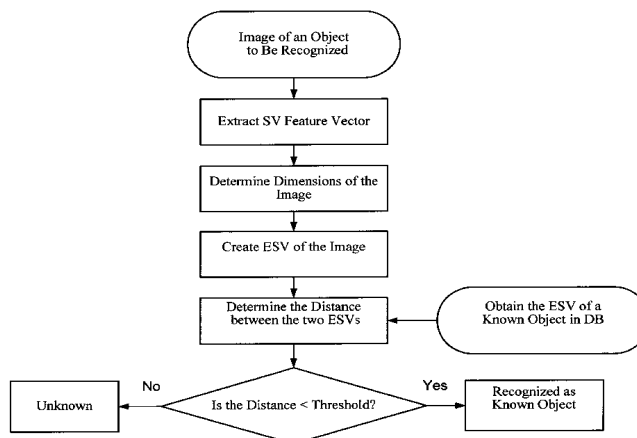 Image of an Object
to Be Recognized
Extract SV Feature Vector
Determine Dimensions of the
Image
Create ESV of the Image
Determine the Distance
between the two ESVs
Obtain the ESV of a
Known Object in DB
No
Yes
Unknown
Is the Distance < Threshold?
Recognized as
Known Object